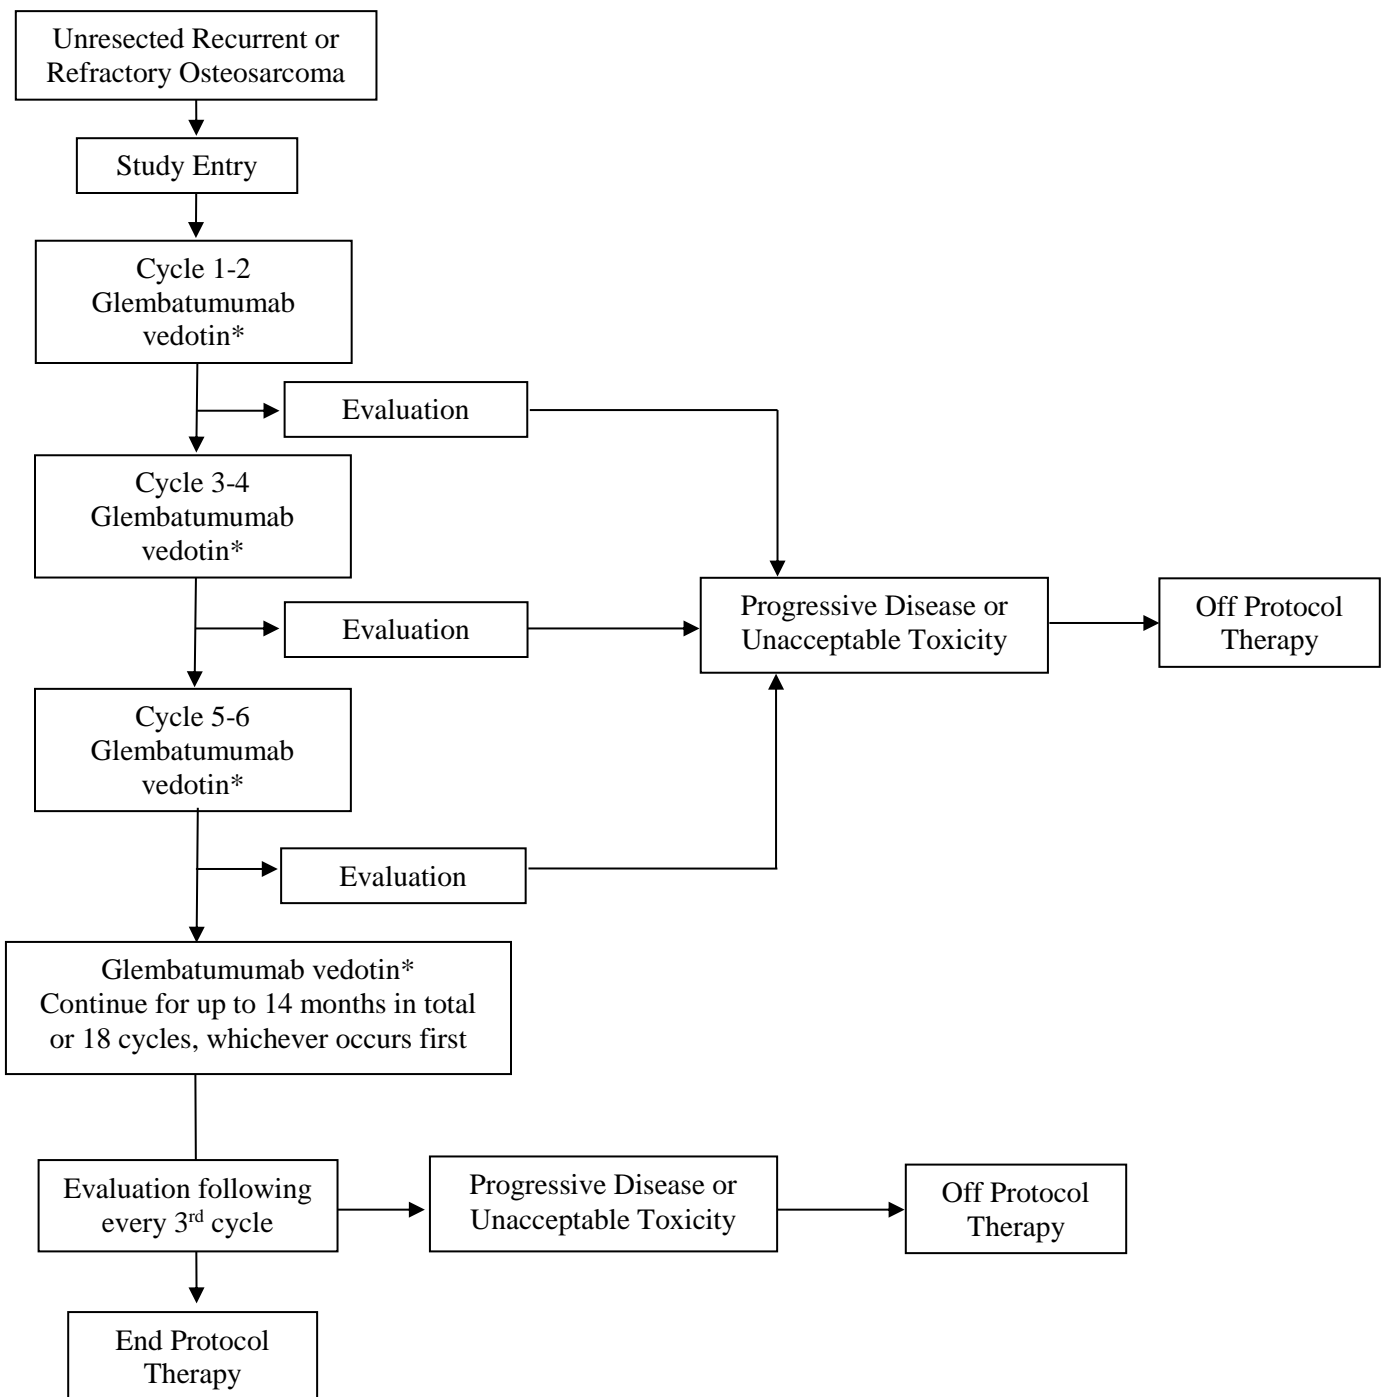 Unresected Recurrent or
Refractory Osteosarcoma
Study Entry
Cycle 1-2
Glembatumumab
vedotin*
Evaluation
Cycle 3-4
Glembatumumab
vedotin*
Evaluation
Progressive Disease or
Unacceptable Toxicity
Off Protocol
Therapy
Cycle 5-6
Glembatumumab
vedotin*
Evaluation
Glembatumumab vedotin*
Continue for up to 14 months in total
or 18 cycles, whichever occurs first
Evaluation following
every 3rd cycle
Progressive Disease or
Unacceptable Toxicity
Off Protocol
Therapy
End Protocol
Therapy